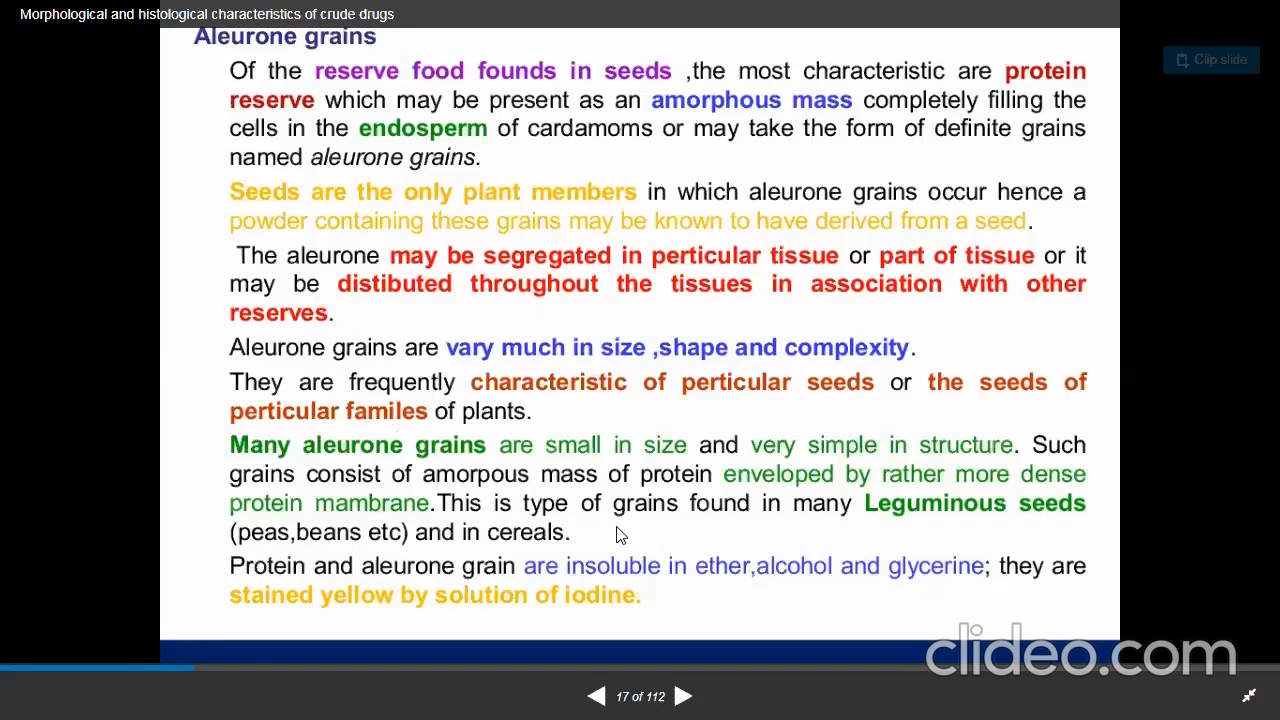 Morphological and histological characteristics of crude drugs
Aleurone grains
Clip slide
Of the reserve food founds in seeds ,the most characteristic are protein
reserve which may be present as an amorphous mass completely filling the
cells in the endosperm of cardamoms or may take the form of definite grains
named aleurone grains.
Seeds are the only plant members in which aleurone grains occur hence a
powder containing these grains may be known to have derived from a seed.
The aleurone may be segregated in perticular tissue or part of tissue or it
may be distibuted throughout the tissues in association with other
reserves.
Aleurone grains are vary much in size ,shape and complexity.
They are frequently characteristic of perticular seeds or the seeds of
perticular familes of plants.
Many aleurone grains are small in size and very simple in structure. Such
grains consist of amorpous mass of protein enveloped by rather more dense
protein mambrane.This is type of grains found in many Leguminous seeds
(peas,beans etc) and in cereals.
Protein and aleurone grain are insoluble in ether,alcohol and glycerine; they are
stained yellow by solution of iodine.
clideo.com
17 of 112